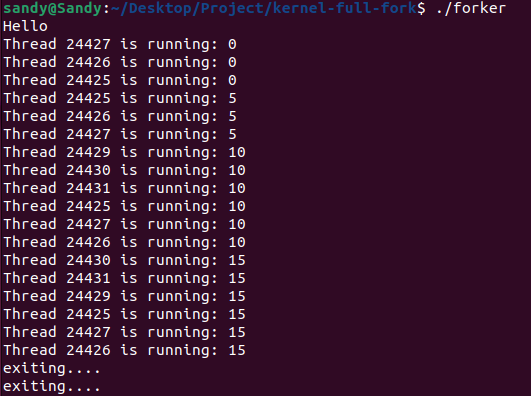 sandy@Sandy:~/Desktop/Project/kernel-full-fork$ ./forker
Hello
Thread 24427 is running: 0
Thread 24426 is running: 0
Thread 24425 is running: 0
Thread 24425 is running: 5
Thread 24426 is running: 5
Thread 24427 is running: 5
Thread 24429 is running: 10
Thread 24430 is running: 10
Thread 24431 is running: 10
Thread 24425 is running: 10
Thread 24427 is running: 10
Thread 24426 is running: 10
Thread 24430 is running: 15
Thread 24431 is running: 15
Thread 24429 is running: 15
Thread 24425 is running: 15
Thread 24427 is running: 15
Thread 24426 is running: 15
exiting....
exiting....